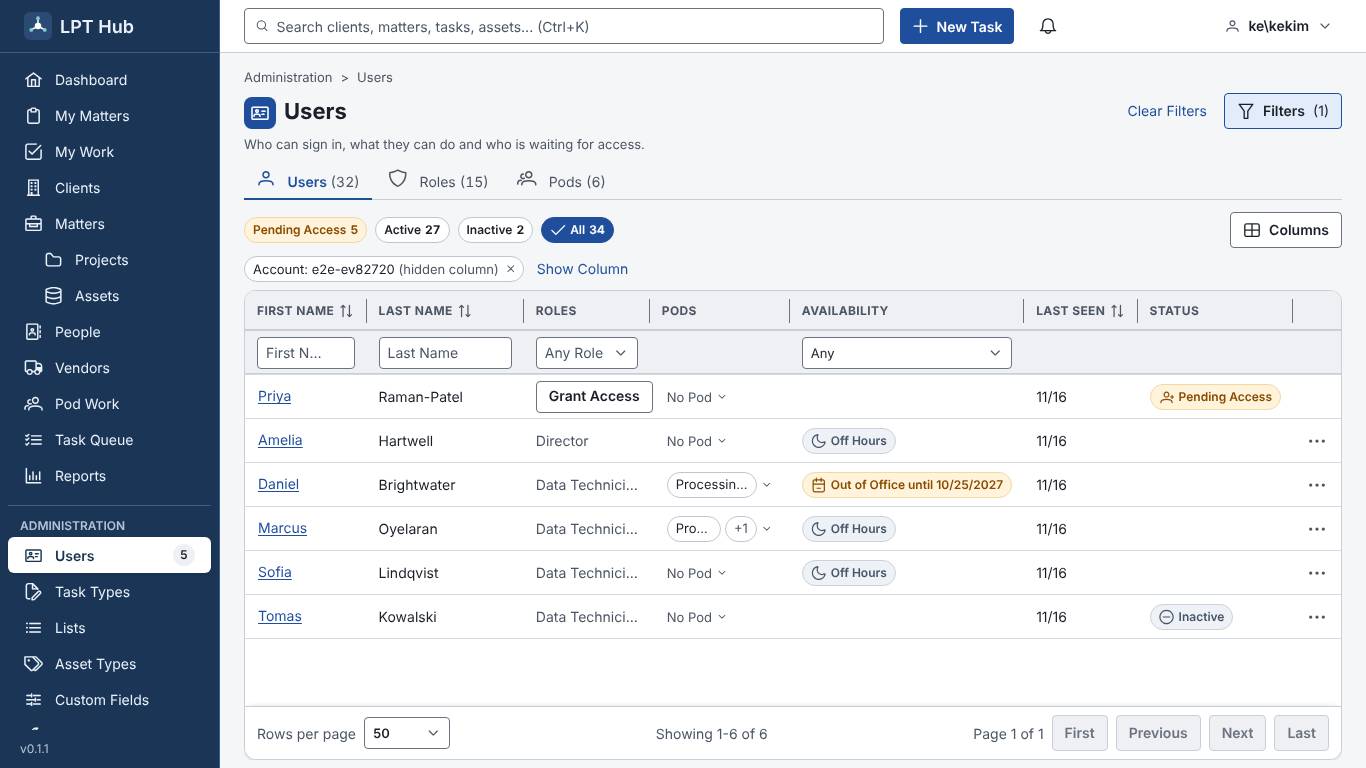 LPT Hub
Search clients, matters, tasks, assets... (Ctrl+K)
New Task
ke\kekim
Dashboard
My Matters
My Work
Clients
Matters
Projects
Assets
People
Vendors
Pod Work
Task Queue
Reports
ADMINISTRATION
Users 5
Task Types
Lists
Asset Types
Custom Fields
v0.1.1
Administration > Users
Users
Clear Filters
Filters (1)
Who can sign in, what they can do and who is waiting for access.
Users (32) Roles (15) Pods (6)
Pending Access 5 Active 27 Inactive 2 All 34
Columns
Account: e2e-ev82720 (hidden column) × Show Column
FIRST NAME LAST NAME ROLES PODS AVAILABILITY LAST SEEN STATUS
First N... Last Name Any Role Any
Priya Raman-Patel Grant Access No Pod 11/16 Pending Access
Amelia Hartwell Director No Pod Off Hours 11/16
Daniel Brightwater Data Technici... Processin... Out of Office until 10/25/2027 11/16
Marcus Oyelaran Data Technici... Pro... +1 Off Hours 11/16
Sofia Lindqvist Data Technici... No Pod Off Hours 11/16
Tomas Kowalski Data Technici... No Pod 11/16 Inactive
Rows per page 50 Showing 1-6 of 6 Page 1 of 1 First Previous Next Last